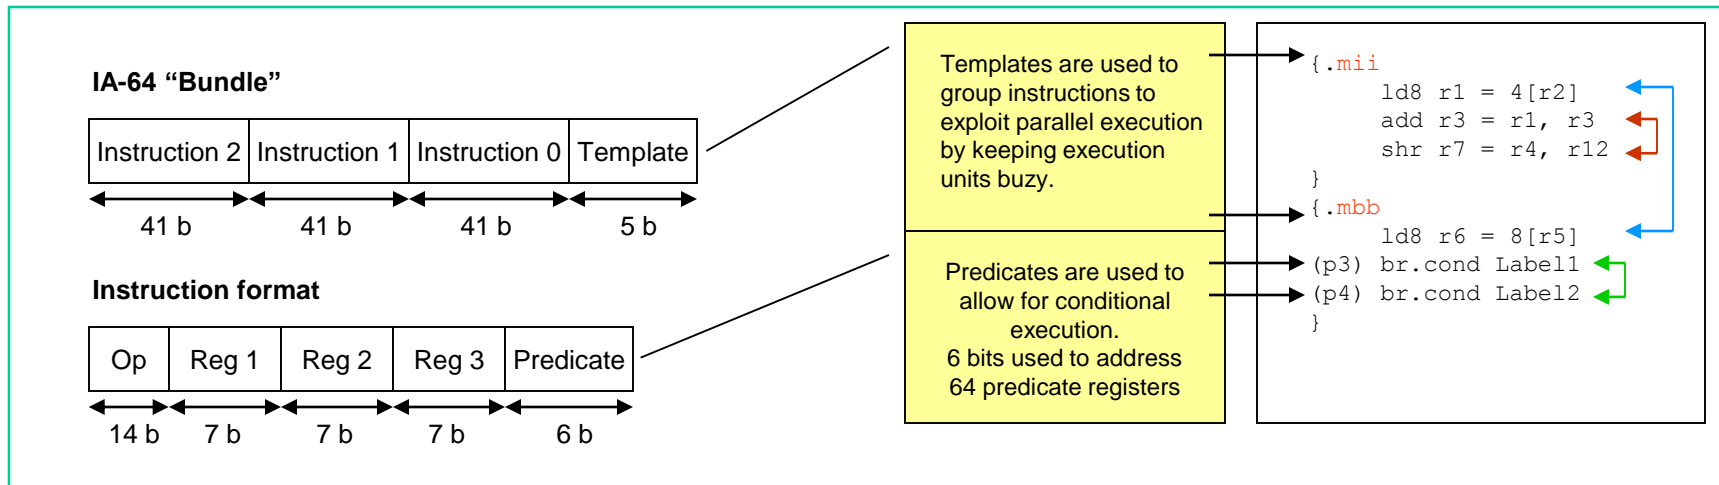 IA-64 “Bundle”
Instruction 2 Instruction 1 Instruction 0 Template
41 b 41 b 41 b 5 b
Instruction format
Op Reg 1 Reg 2 Reg 3 Predicate
14 b 7 b 7 b 7 b 6 b
Templates are used to
group instructions to
exploit parallel execution
by keeping execution
units buzy.
Predicates are used to
allow for conditional
execution.
6 bits used to address
64 predicate registers
{.mii
ld8 r1 = 4[r2]
add r3 = r1, r3
shr r7 = r4, r12
}
{.mbb
ld8 r6 = 8[r5]
(p3) br.cond Label1
(p4) br.cond Label2
}